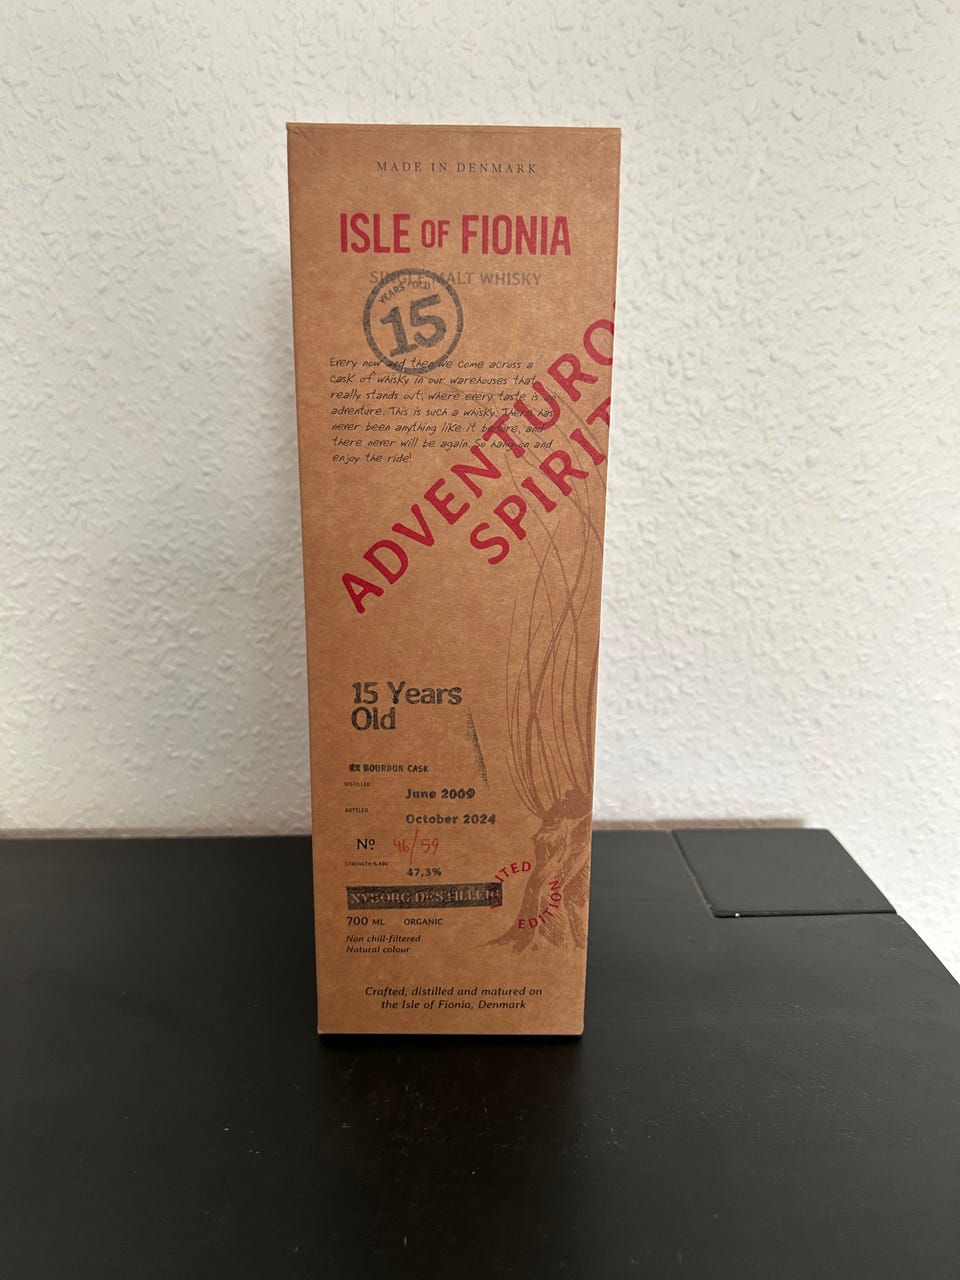 MADE IN DENMARK
ISLE OF FIONIA
SINGLE MALT WHISKY
YEARS OLD
15
Every now and then we come across a
cask of whisky in our warehouses that
really stands out, where every taste is an
adventure. This is such a whisky. There has
never been anything like it before, and
there never will be again. So hang on and
enjoy the ride!
ADVENTURO
SPIRIT
15 Years
Old
EX BOURBON CASK
DISTILLED
June 2009
BOTTLED
October 2024
Nº 46/59
STRENGTH % ABV
47,3%
NYBORG DESTILLERI
LIMITED
EDITION
700 ML ORGANIC
Non chill-filtered
Natural colour
Crafted, distilled and matured on
the Isle of Fionia, Denmark